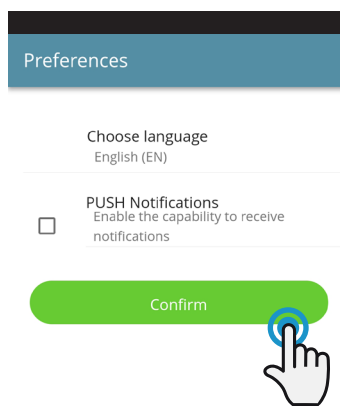 Preferences
Choose language
English (EN)
PUSH Notifications
Enable the capability to receive
notifications
Confirm